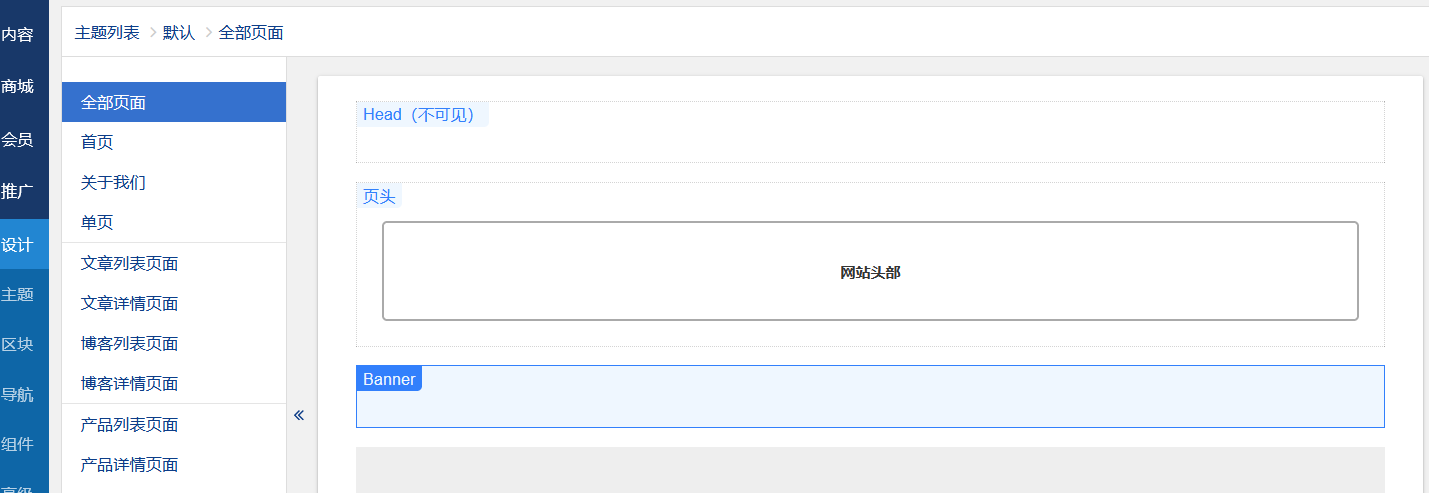 内容
商城
会员
推广
设计
主题
区块
导航
组件
高级
主题列表 > 默认 > 全部页面
全部页面
首页
关于我们
单页
文章列表页面
文章详情页面
博客列表页面
博客详情页面
产品列表页面
产品详情页面
«
Head（不可见）
页头
网站头部
Banner